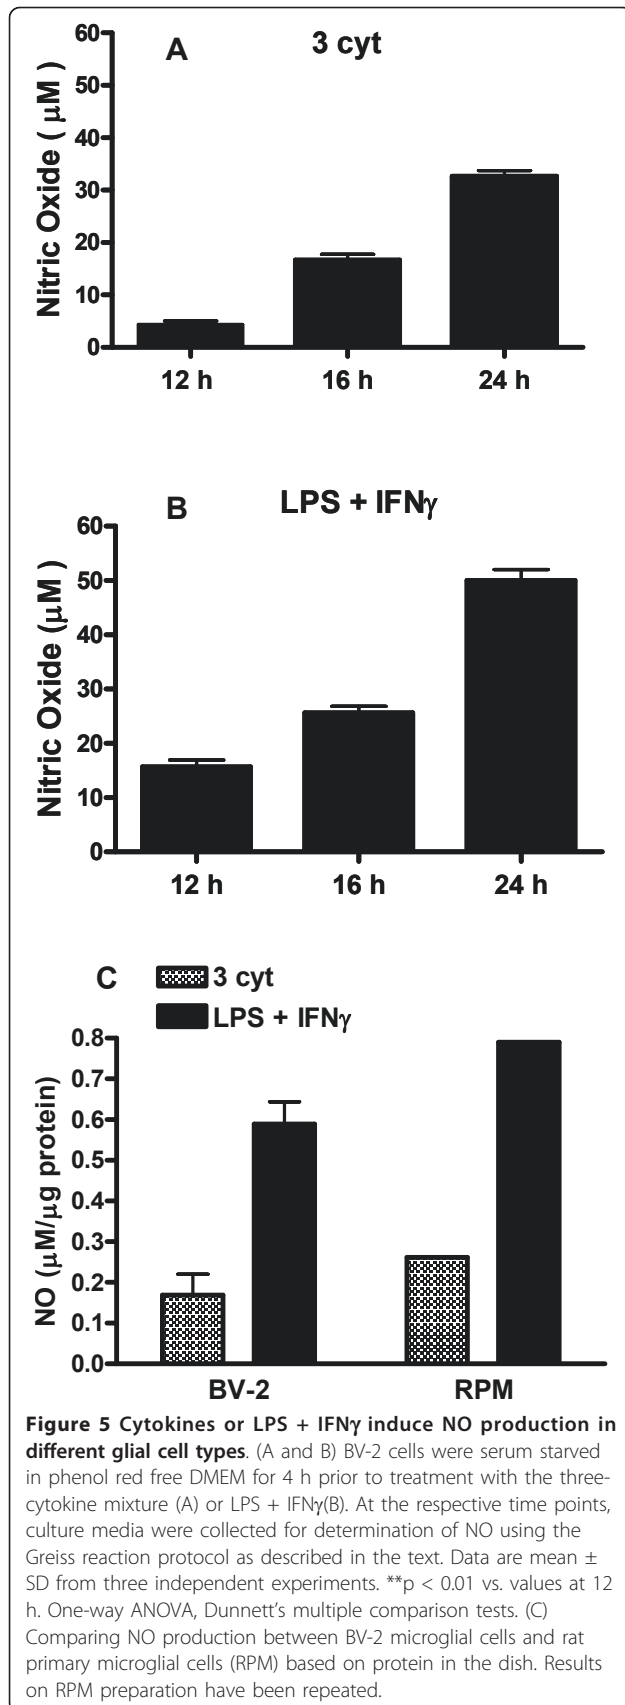 A 3 cyt
Nitric Oxide ( μM )
60
50
40
30
20
10
0
12 h 16 h 24 h
B LPS + IFNγ
Nitric Oxide (μM )
60
50
40
30
20
10
0
12 h 16 h 24 h
C 3 cyt
LPS + IFNγ
NO (μM/μg protein)
0.8
0.7
0.6
0.5
0.4
0.3
0.2
0.1
0.0
BV-2 RPM
Figure 5 Cytokines or LPS + IFNγ induce NO production in
different glial cell types. (A and B) BV-2 cells were serum starved
in phenol red free DMEM for 4 h prior to treatment with the three-
cytokine mixture (A) or LPS + IFNγ(B). At the respective time points,
culture media were collected for determination of NO using the
Greiss reaction protocol as described in the text. Data are mean ±
SD from three independent experiments. **p < 0.01 vs. values at 12
h. One-way ANOVA, Dunnett's multiple comparison tests. (C)
Comparing NO production between BV-2 microglial cells and rat
primary microglial cells (RPM) based on protein in the dish. Results
on RPM preparation have been repeated.